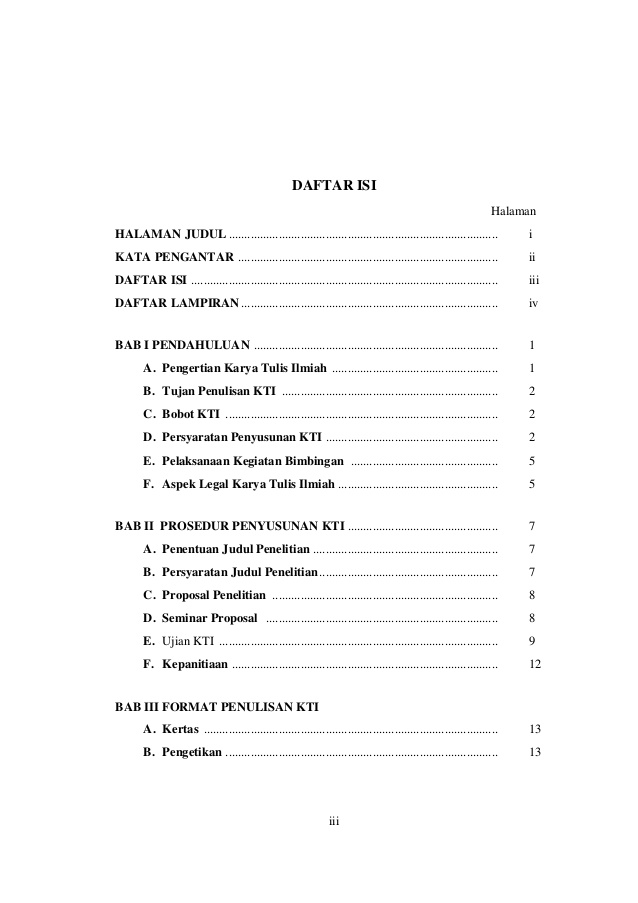 DAFTAR ISI
Halaman
HALAMAN JUDUL ........................................................................................ i
KATA PENGANTAR ..................................................................................... ii
DAFTAR ISI .................................................................................................... iii
DAFTAR LAMPIRAN .................................................................................... iv
BAB I PENDAHULUAN ............................................................................... 1
A. Pengertian Karya Tulis Ilmiah ...................................................... 1
B. Tujan Penulisan KTI ...................................................................... 2
C. Bobot KTI ........................................................................................ 2
D. Persyaratan Penyusunan KTI ........................................................ 2
E. Pelaksanaan Kegiatan Bimbingan ................................................ 5
F. Aspek Legal Karya Tulis Ilmiah .................................................... 5
BAB II PROSEDUR PENYUSUNAN KTI ................................................. 7
A. Penentuan Judul Penelitian ............................................................ 7
B. Persyaratan Judul Penelitian .......................................................... 7
C. Proposal Penelitian ......................................................................... 8
D. Seminar Proposal ........................................................................... 8
E. Ujian KTI .......................................................................................... 9
F. Kepanitiaan ...................................................................................... 12
BAB III FORMAT PENULISAN KTI
A. Kertas ............................................................................................... 13
B. Pengetikan ........................................................................................ 13
iii